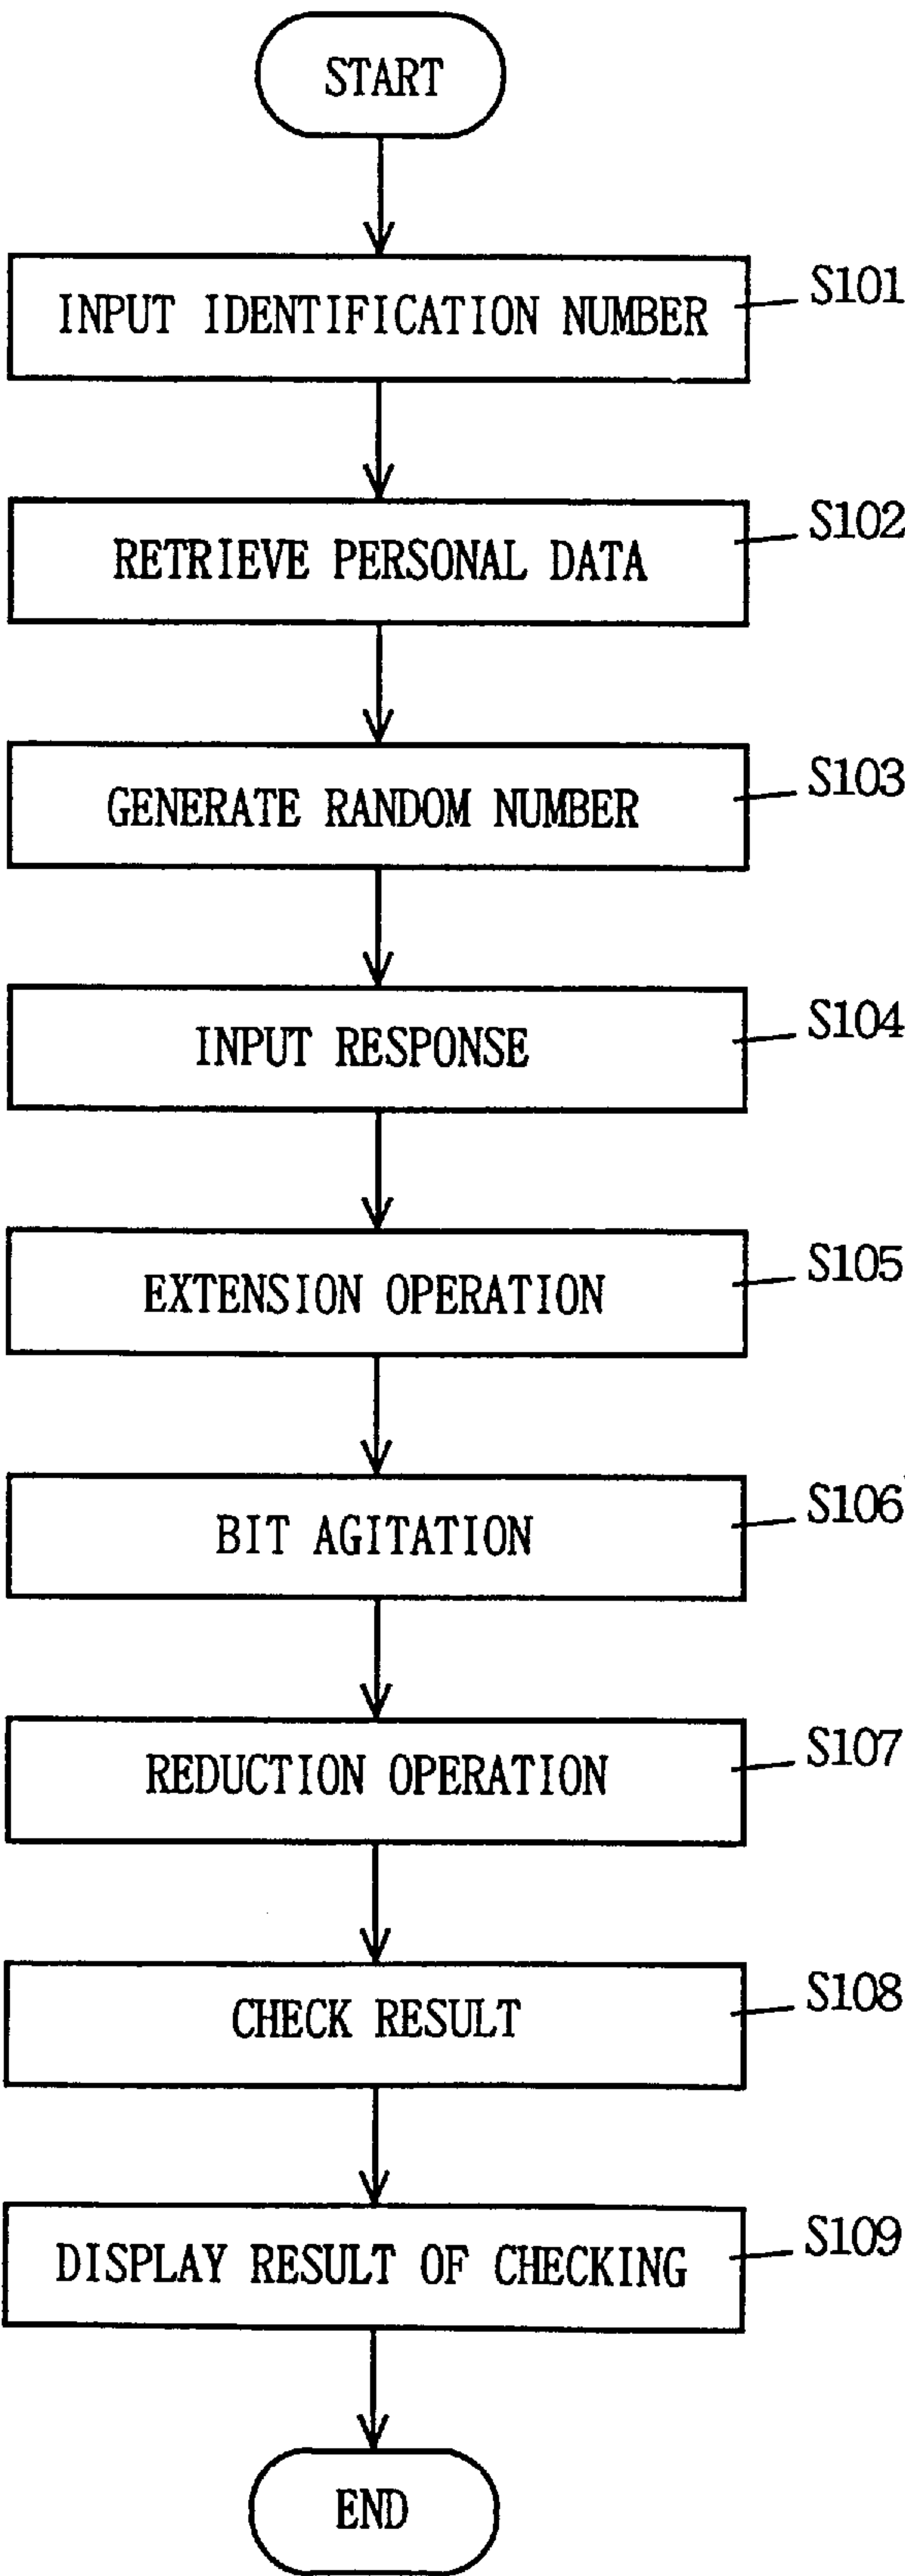 START
INPUT IDENTIFICATION NUMBER
S101
RETRIEVE PERSONAL DATA
S102
GENERATE RANDOM NUMBER
S103
INPUT RESPONSE
S104
EXTENSION OPERATION
S105
BIT AGITATION
S106
REDUCTION OPERATION
S107
CHECK RESULT
S108
DISPLAY RESULT OF CHECKING
S109
END